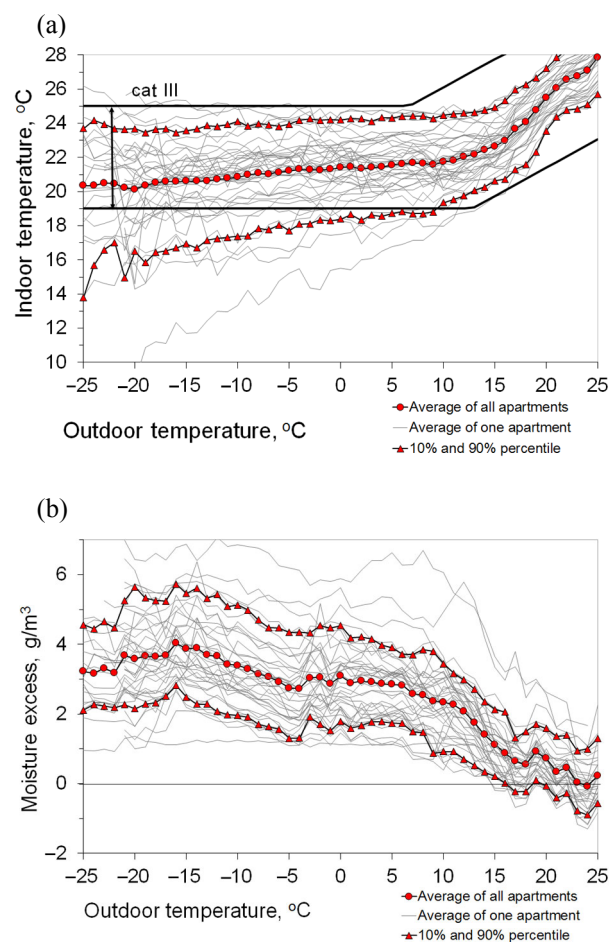 (a)
28
26
24
22
20
18
16
14
12
10
Indoor temperature, °C
cat III
−25 −20 −15 −10 −5 0 5 10 15 20 25
Outdoor temperature, °C
Average of all apartments
Average of one apartment
10% and 90% percentile
(b)
6
4
2
0
−2
Moisture excess, g/m³
−25 −20 −15 −10 −5 0 5 10 15 20 25
Outdoor temperature, °C
Average of all apartments
Average of one apartment
10% and 90% percentile